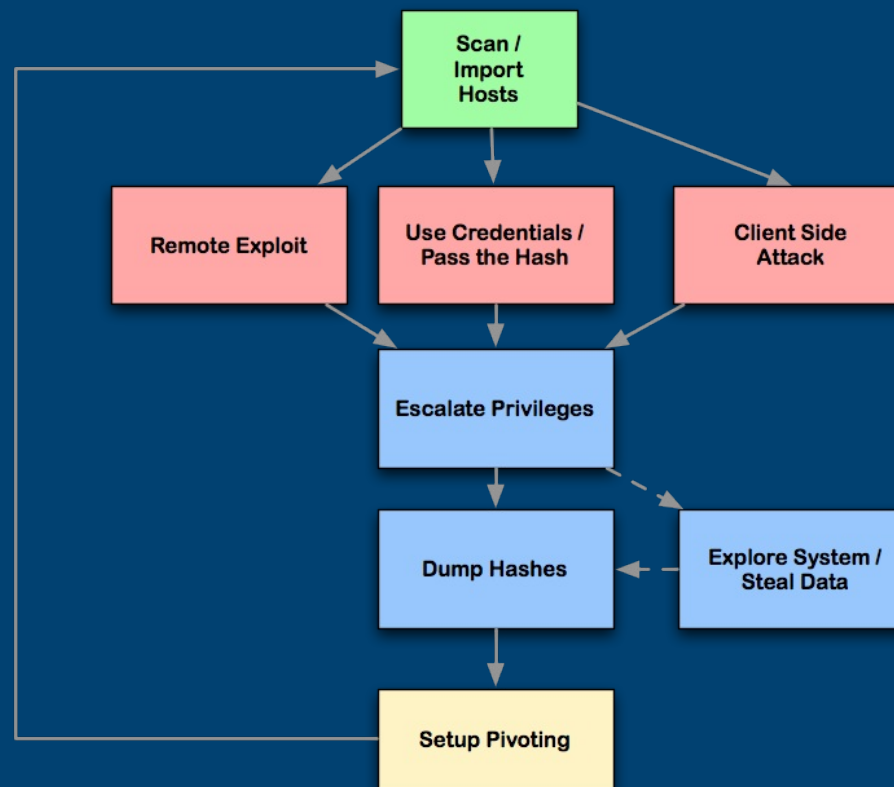 Scan /
Import
Hosts
Remote Exploit
Use Credentials /
Pass the Hash
Client Side
Attack
Escalate Privileges
Dump Hashes
Explore System /
Steal Data
Setup Pivoting